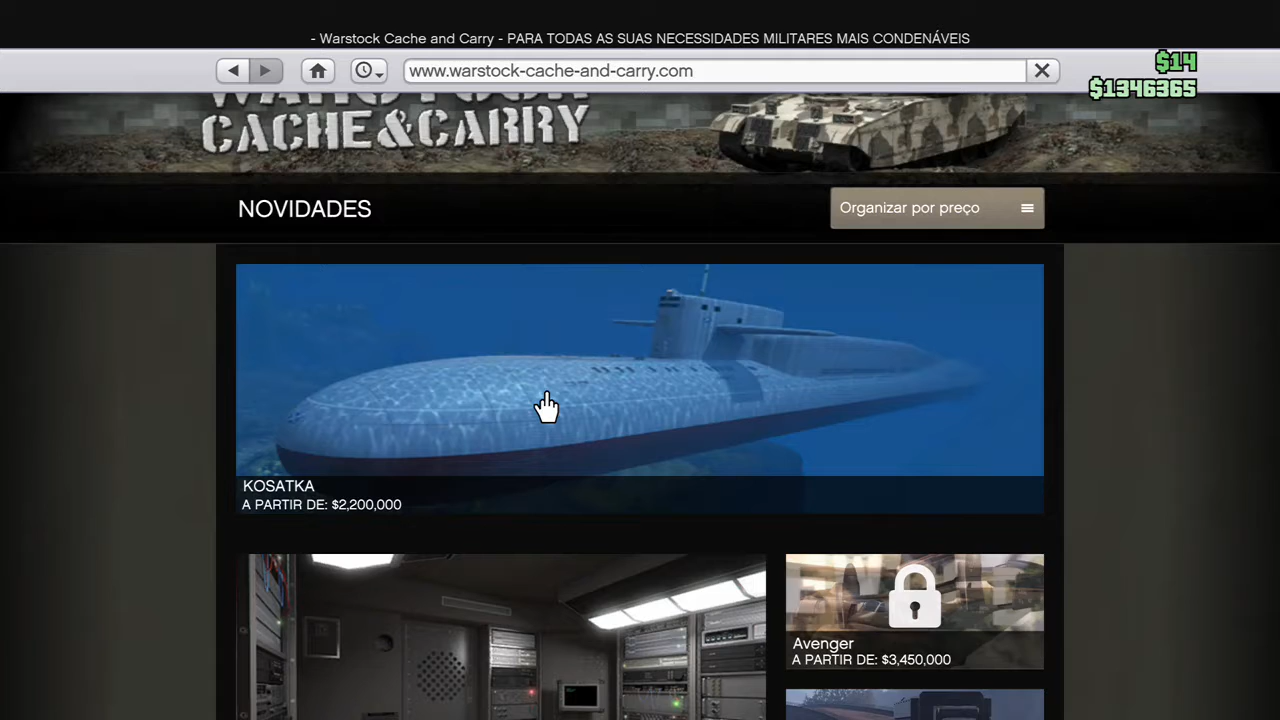 - Warstock Cache and Carry - PARA TODAS AS SUAS NECESSIDADES MILITARES MAIS CONDENÁVEIS
www.warstock-cache-and-carry.com
$14
$1346365
WARSTOCK
CACHE&CARRY
NOVIDADES
Organizar por preço
KOSATKA
A PARTIR DE: $2,200,000
Avenger
A PARTIR DE: $3,450,000